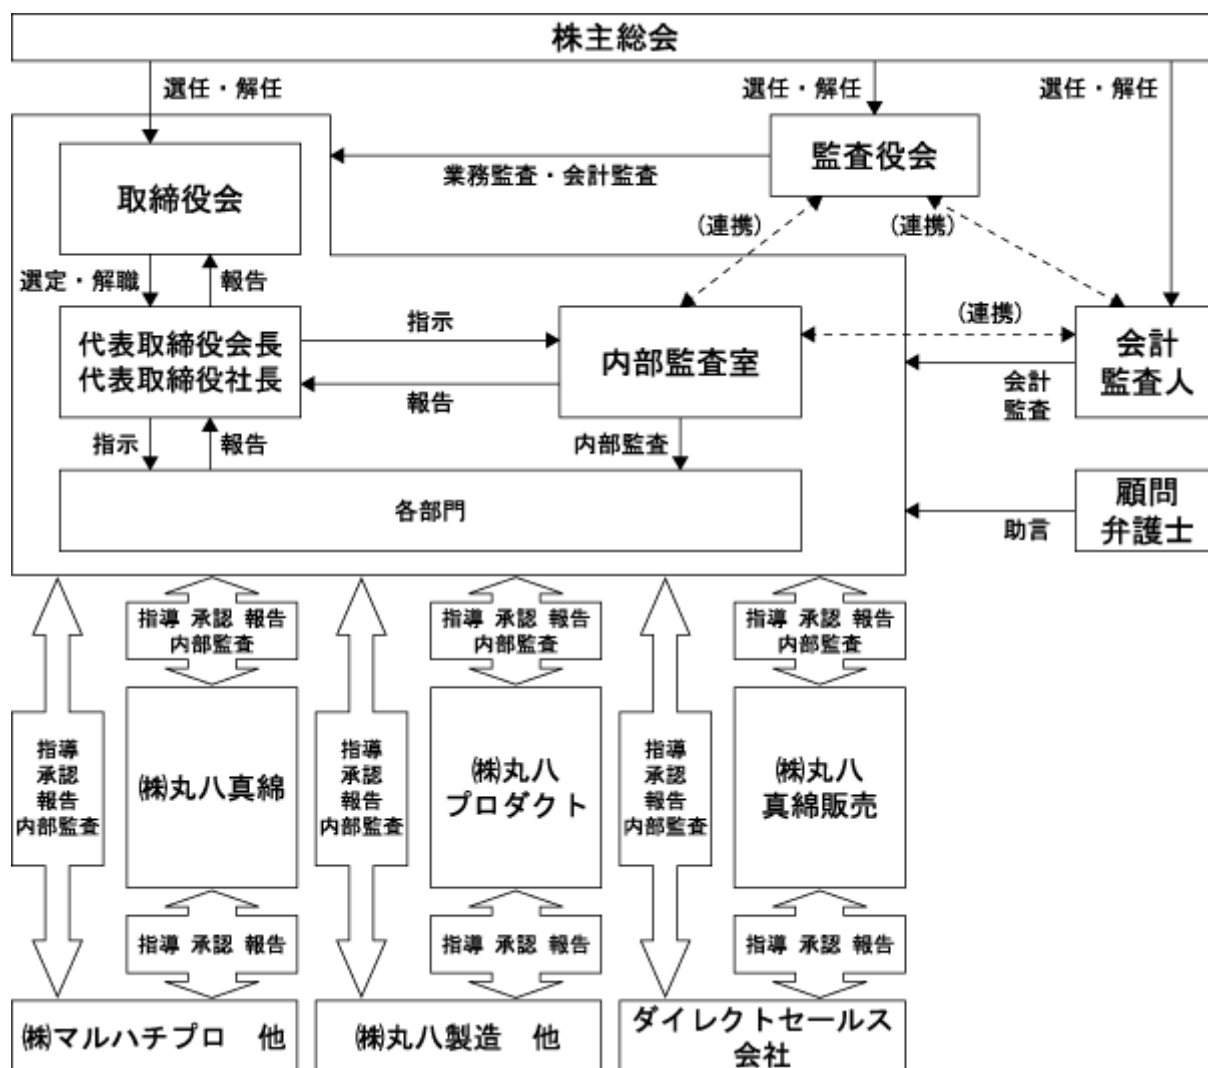 株主総会
選任・解任
選任・解任
選任・解任
監査役会
業務監査・会計監査
取締役会
(連携)
(連携)
選定・解職
報告
代表取締役会長
代表取締役社長
指示
報告
内部監査室
(連携)
会計
監査人
会計
監査
指示
報告
内部監査
各部門
顧問
弁護士
助言
指導 承認 報告
内部監査
指導 承認 報告
内部監査
指導 承認 報告
内部監査
指導
承認
報告
内部監査
㈱丸八真綿
指導
承認
報告
内部監査
㈱丸八
プロダクト
指導
承認
報告
内部監査
㈱丸八
真綿販売
指導 承認 報告
指導 承認 報告
指導 承認 報告
㈱マルハチプロ 他
㈱丸八製造 他
ダイレクトセールス
会社